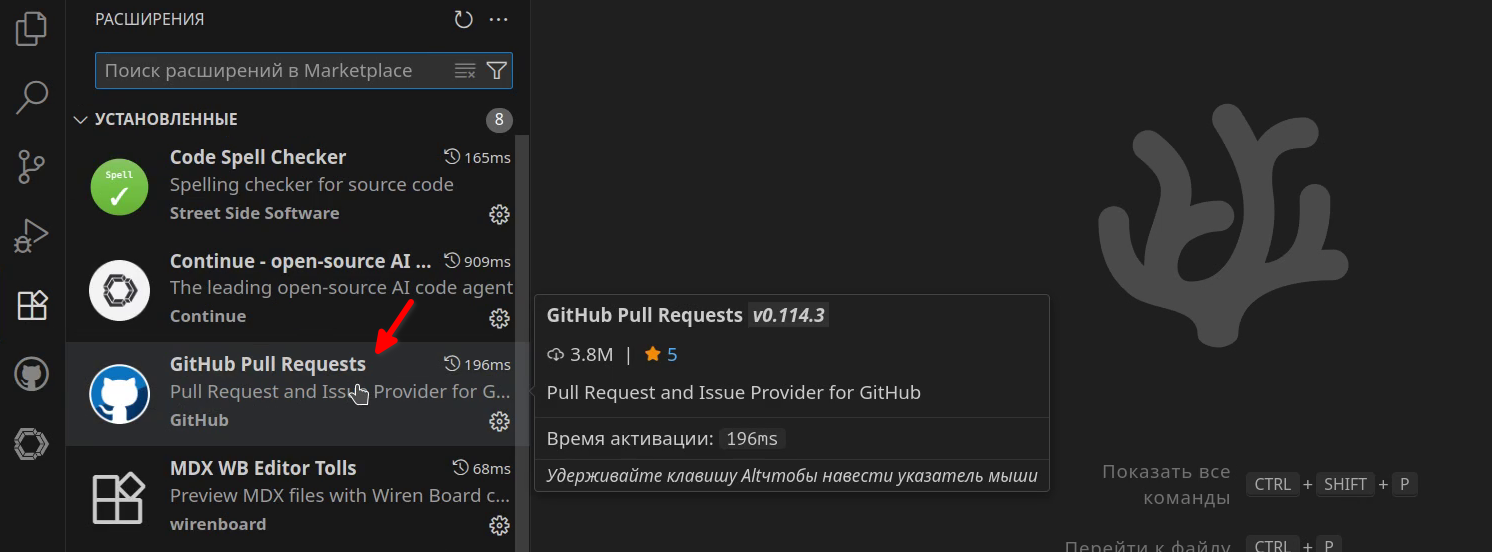 РАСШИРЕНИЯ
Поиск расширений в Marketplace
УСТАНОВЛЕННЫЕ 8
Code Spell Checker 165ms
Spelling checker for source code
Street Side Software
Spell
Continue - open-source AI ... 909ms
The leading open-source AI code agent
Continue
GitHub Pull Requests 196ms
Pull Request and Issue Provider for G...
GitHub
MDX WB Editor Tolls 68ms
Preview MDX files with Wiren Board c...
wirenboard
GitHub Pull Requests v0.114.3
3.8M | 5
Pull Request and Issue Provider for GitHub
Время активации: 196ms
Удерживайте клавишу Altчтобы навести указатель мыши
Показать все
команды CTRL + SHIFT + P
Перейти к файлу CTRL + P